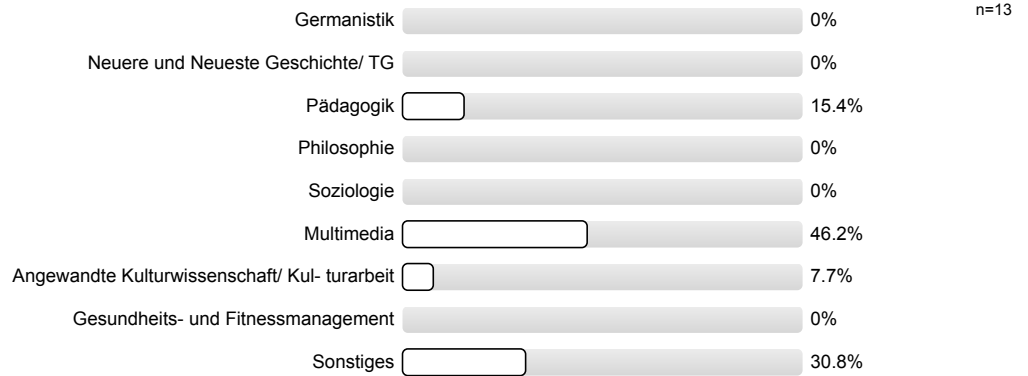 Germanistik 0% n=13
Neuere und Neueste Geschichte/ TG 0%
Pädagogik 15.4%
Philosophie 0%
Soziologie 0%
Multimedia 46.2%
Angewandte Kulturwissenschaft/ Kul- turarbeit 7.7%
Gesundheits- und Fitnessmanagement 0%
Sonstiges 30.8%